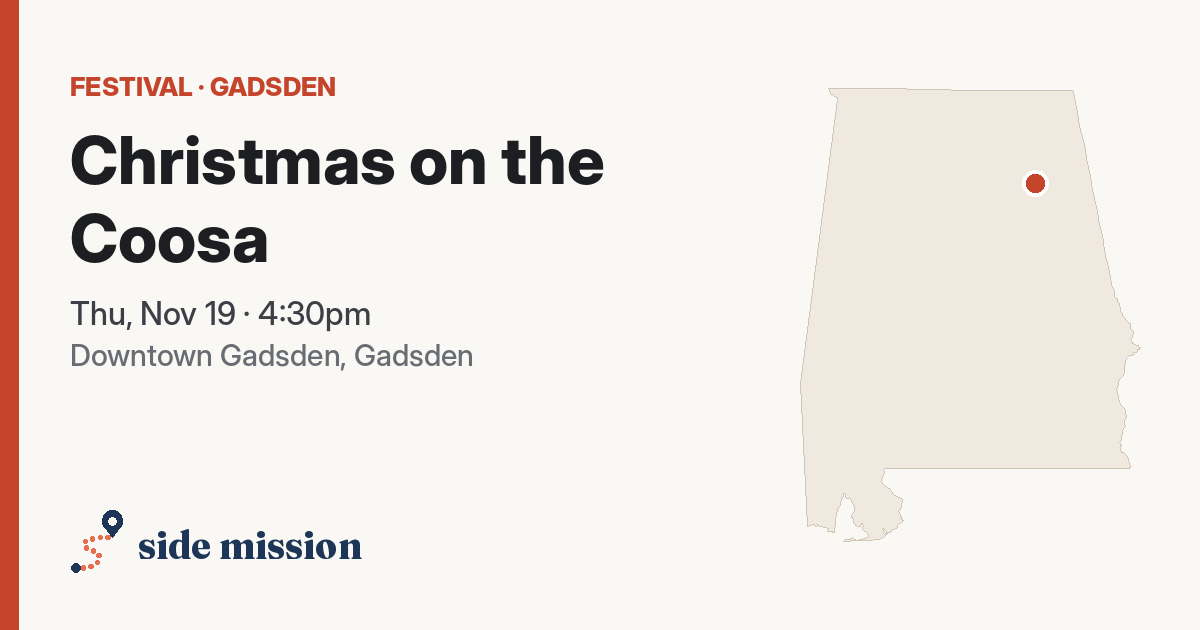 FESTIVAL · GADSDEN
Christmas on the
Coosa
Thu, Nov 19 · 4:30pm
Downtown Gadsden, Gadsden
side mission